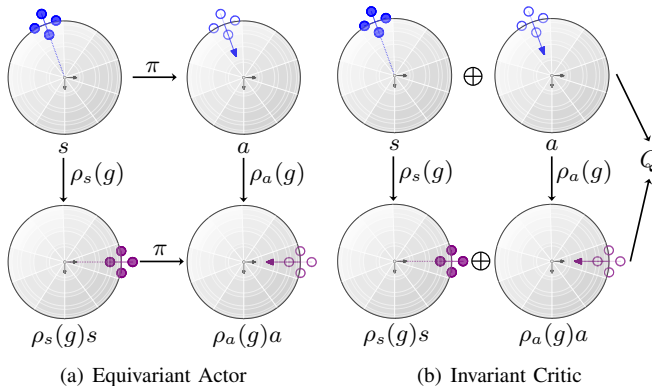 π
⊕
s
a
s
a
ρₛ(g)
ρₐ(g)
ρₛ(g)
ρₐ(g)
Q
π
⊕
ρₛ(g)s
ρₐ(g)a
ρₛ(g)s
ρₐ(g)a
(a) Equivariant Actor
(b) Invariant Critic